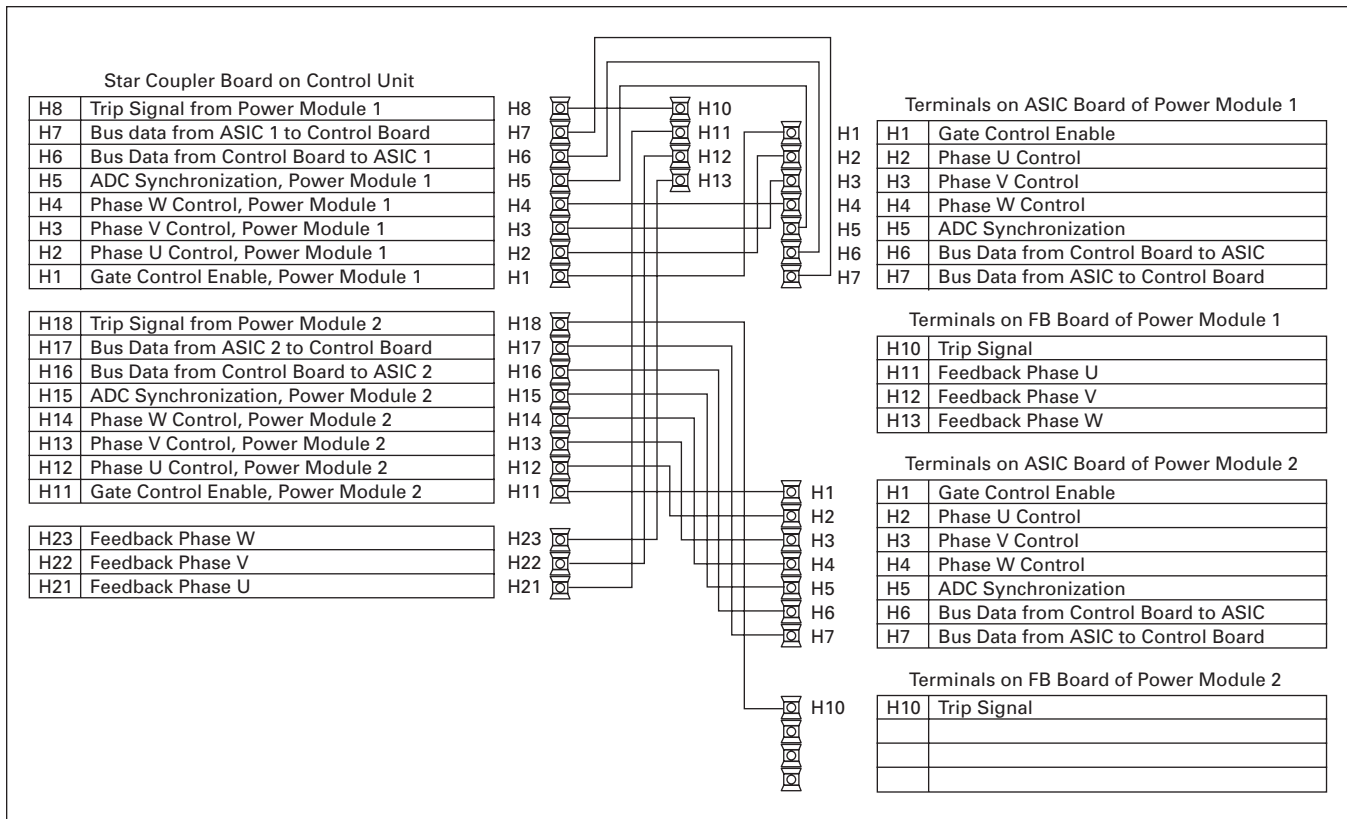 Star Coupler Board on Control Unit
H8 Trip Signal from Power Module 1
H7 Bus data from ASIC 1 to Control Board
H6 Bus Data from Control Board to ASIC 1
H5 ADC Synchronization, Power Module 1
H4 Phase W Control, Power Module 1
H3 Phase V Control, Power Module 1
H2 Phase U Control, Power Module 1
H1 Gate Control Enable, Power Module 1
H18 Trip Signal from Power Module 2
H17 Bus Data from ASIC 2 to Control Board
H16 Bus Data from Control Board to ASIC 2
H15 ADC Synchronization, Power Module 2
H14 Phase W Control, Power Module 2
H13 Phase V Control, Power Module 2
H12 Phase U Control, Power Module 2
H11 Gate Control Enable, Power Module 2
H23 Feedback Phase W
H22 Feedback Phase V
H21 Feedback Phase U
H8
H7
H6
H5
H4
H3
H2
H1
H18
H17
H16
H15
H14
H13
H12
H11
H23
H22
H21
H10
H11
H12
H13
H1
H2
H3
H4
H5
H6
H7
H1
H2
H3
H4
H5
H6
H7
H10
Terminals on ASIC Board of Power Module 1
H1 Gate Control Enable
H2 Phase U Control
H3 Phase V Control
H4 Phase W Control
H5 ADC Synchronization
H6 Bus Data from Control Board to ASIC
H7 Bus Data from ASIC to Control Board
Terminals on FB Board of Power Module 1
H10 Trip Signal
H11 Feedback Phase U
H12 Feedback Phase V
H13 Feedback Phase W
Terminals on ASIC Board of Power Module 2
H1 Gate Control Enable
H2 Phase U Control
H3 Phase V Control
H4 Phase W Control
H5 ADC Synchronization
H6 Bus Data from Control Board to ASIC
H7 Bus Data from ASIC to Control Board
Terminals on FB Board of Power Module 2
H10 Trip Signal